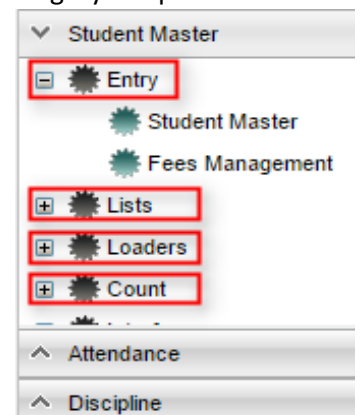 Student Master
Entry
Student Master
Fees Management
Lists
Loaders
Count
Attendance
Discipline